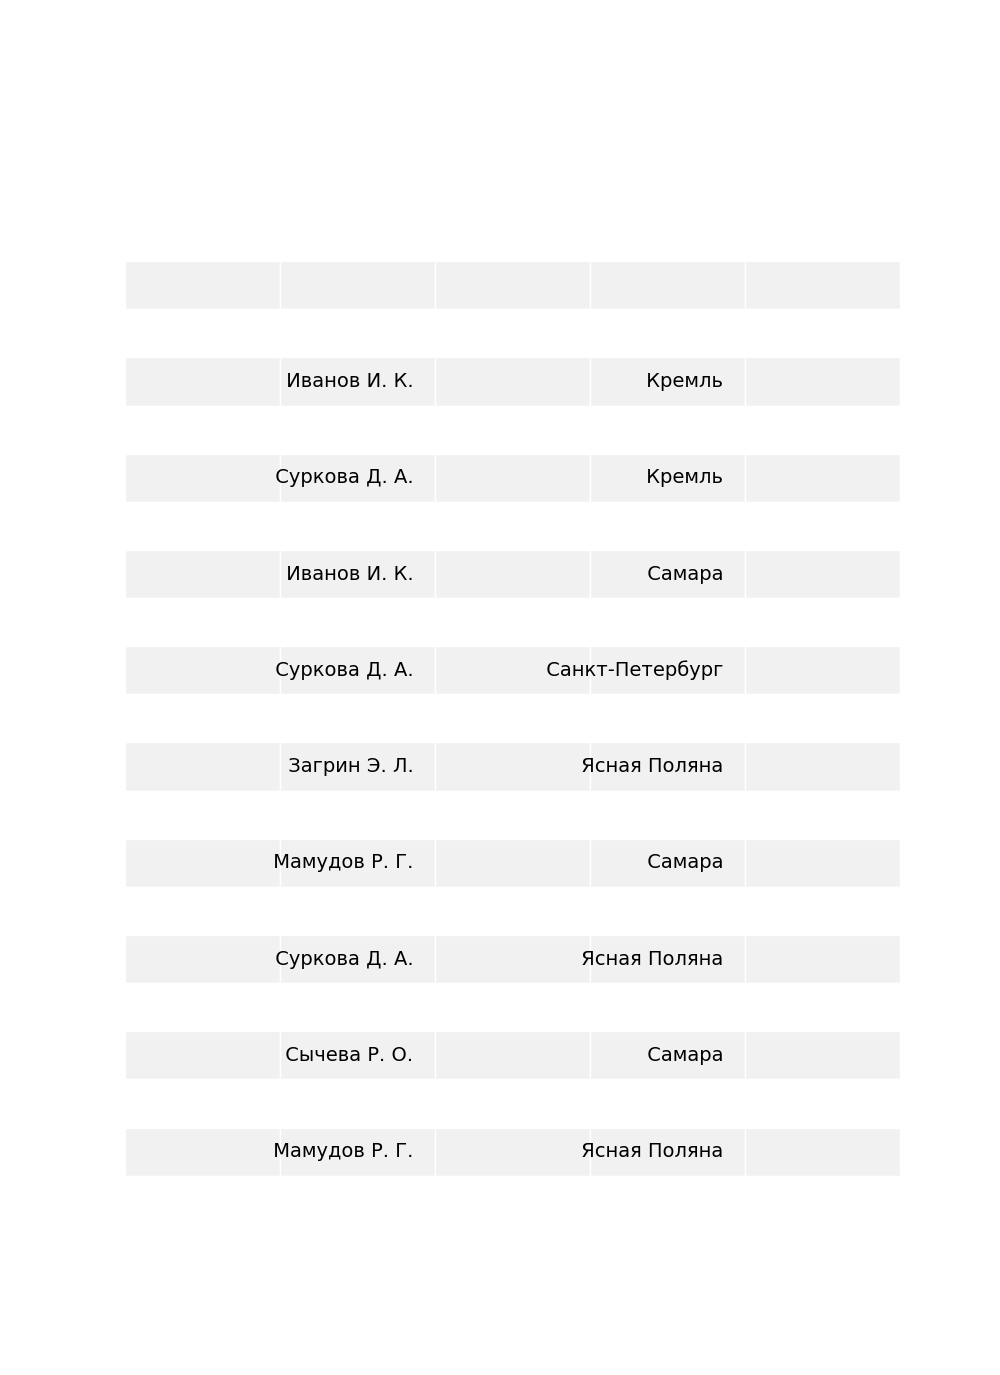 Иванов И. К. Кремль
Суркова Д. А. Кремль
Иванов И. К. Самара
Суркова Д. А. Санкт-Петербург
Загрин Э. Л. Ясная Поляна
Мамудов Р. Г. Самара
Суркова Д. А. Ясная Поляна
Сычева Р. О. Самара
Мамудов Р. Г. Ясная Поляна